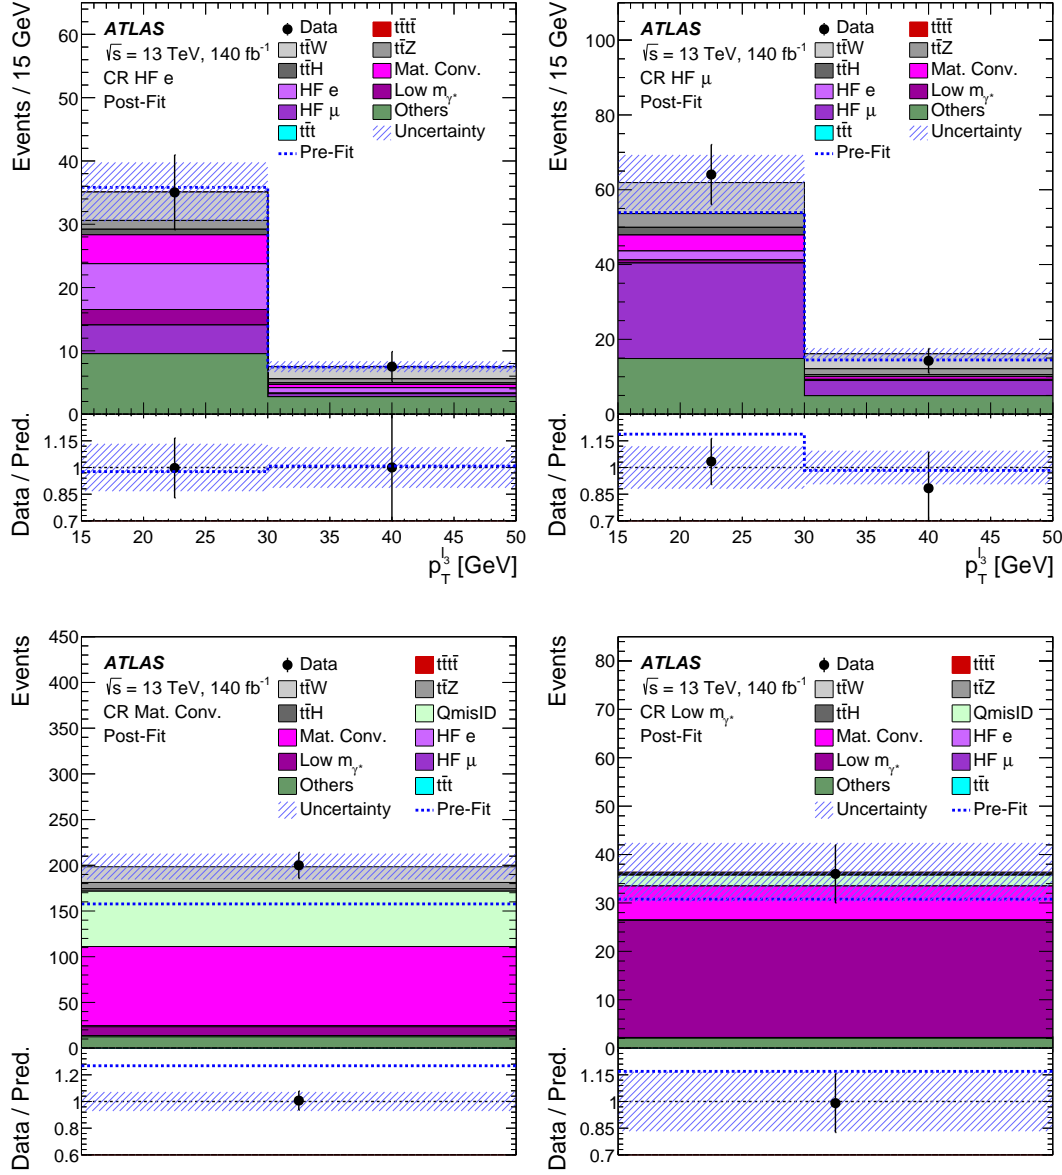 ATLAS
√s = 13 TeV, 140 fb⁻¹
CR HF e
Post-Fit
Data
tt̄W
tt̄H
HF e
HF μ
tt̄t
Pre-Fit
tt̄tt̄
tt̄Z
Mat. Conv.
Low m_γ*
Others
Uncertainty
Events / 15 GeV
60
50
40
30
20
10
0
Data / Pred.
1.15
1
0.85
0.7
15 20 25 30 35 40 45 50
p_T^l₃ [GeV]
ATLAS
√s = 13 TeV, 140 fb⁻¹
CR HF μ
Post-Fit
Data
tt̄W
tt̄H
HF e
HF μ
tt̄t
Pre-Fit
tt̄tt̄
tt̄Z
Mat. Conv.
Low m_γ*
Others
Uncertainty
Events / 15 GeV
100
80
60
40
20
0
Data / Pred.
1.15
1
0.85
0.7
15 20 25 30 35 40 45 50
p_T^l₃ [GeV]
ATLAS
√s = 13 TeV, 140 fb⁻¹
CR Mat. Conv.
Post-Fit
Data
tt̄W
tt̄H
Mat. Conv.
Low m_γ*
Others
Uncertainty
tt̄tt̄
tt̄Z
QmisID
HF e
HF μ
tt̄t
Pre-Fit
Events
450
400
350
300
250
200
150
100
50
0
Data / Pred.
1.2
1
0.8
0.6
ATLAS
√s = 13 TeV, 140 fb⁻¹
CR Low m_γ*
Post-Fit
Data
tt̄W
tt̄H
Mat. Conv.
Low m_γ*
Others
Uncertainty
tt̄tt̄
tt̄Z
QmisID
HF e
HF μ
tt̄t
Pre-Fit
Events
80
70
60
50
40
30
20
10
0
Data / Pred.
1.15
1
0.85
0.7